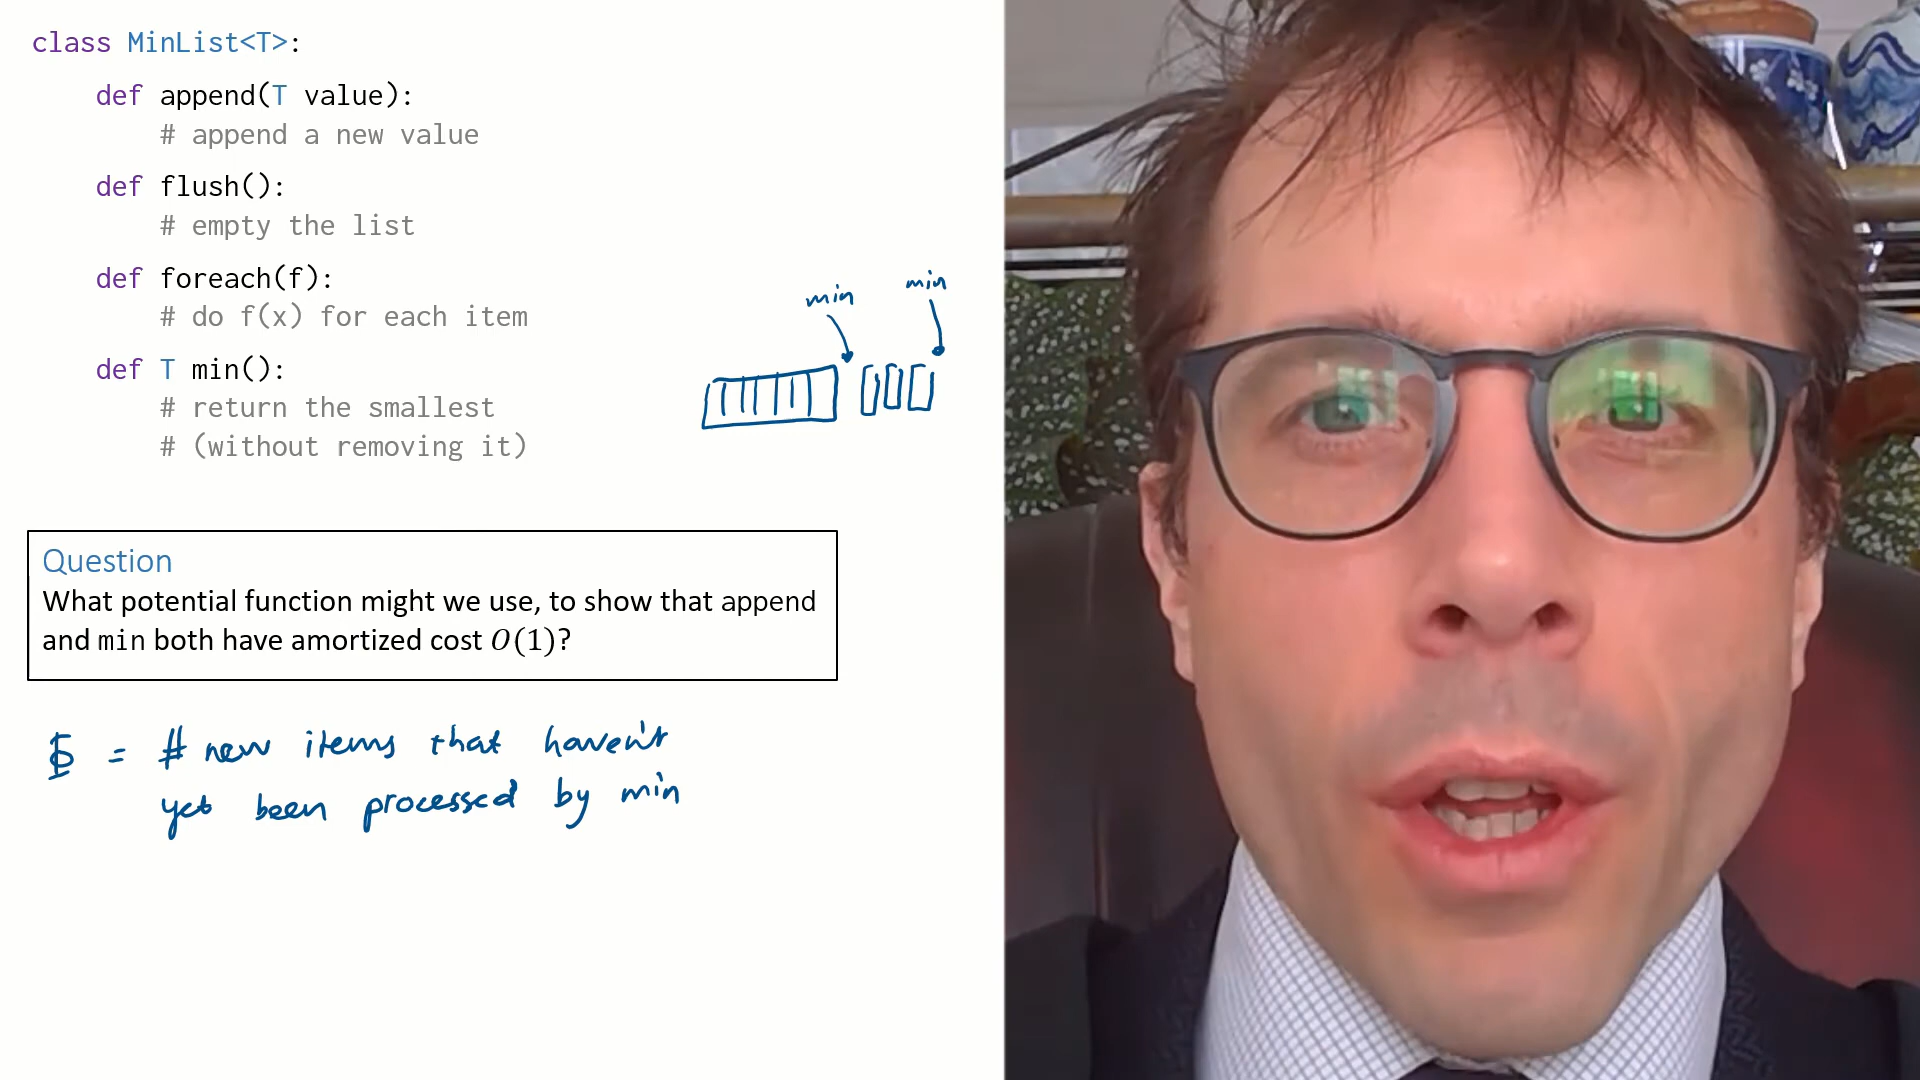 class MinList<T>:
def append(T value):
# append a new value
def flush():
# empty the list
def foreach(f):
# do f(x) for each item
def T min():
# return the smallest
# (without removing it)
min
min
Question
What potential function might we use, to show that append
and min both have amortized cost O(1)?
Φ = # new items that haven't
yet been processed by min